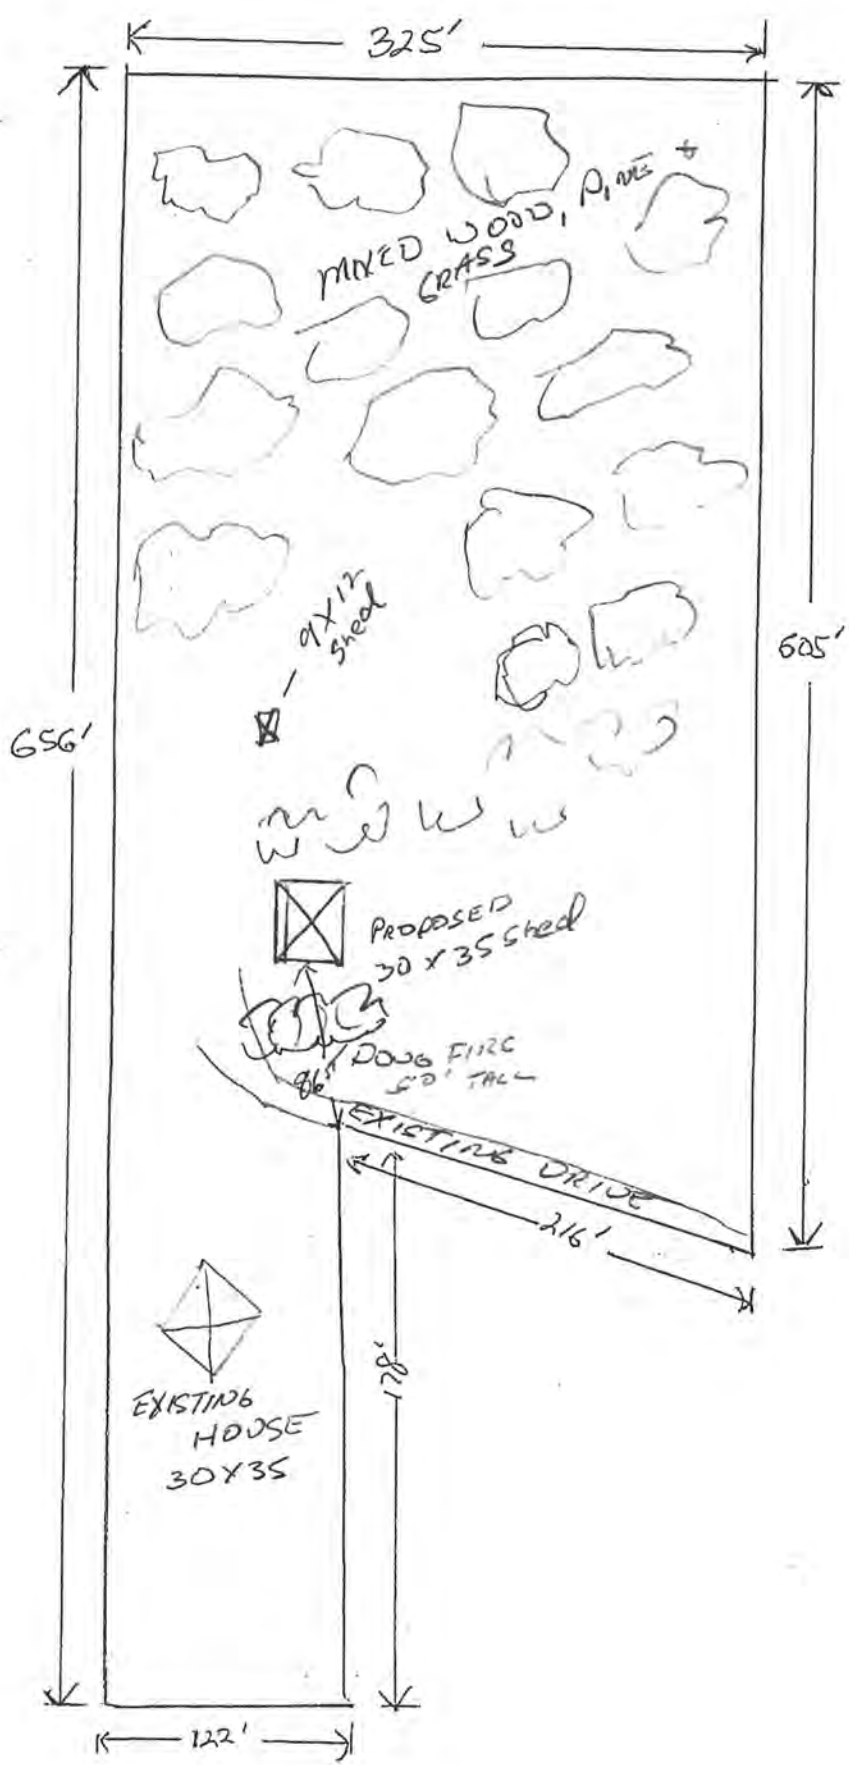 325'
MIXED WOOD, PINE +
GRASS
9X12
shed
605'
656'
PROPOSED
30 X 35 Shed
DOUG FIRS
50' TALL
86'
EXISTING DRIVE
216'
178'
EXISTING
HOUSE
30X35
122'